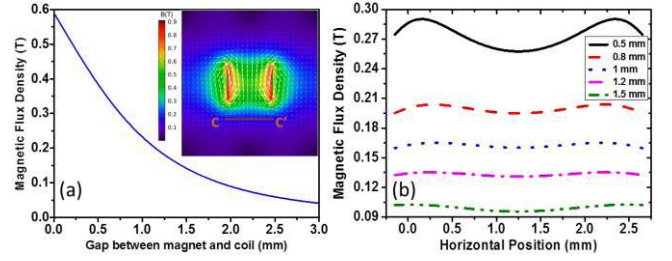 (a)
Magnetic Flux Density (T)
0.6
0.5
0.4
0.3
0.2
0.1
0.0
0.0 0.5 1.0 1.5 2.0 2.5 3.0
Gap between magnet and coil (mm)
B(T)
0.9
0.8
0.7
0.6
0.5
0.4
0.3
0.2
0.1
C C'
(b)
Magnetic Flux Density (T)
0.30
0.27
0.24
0.21
0.18
0.15
0.12
0.09
0.0 0.5 1.0 1.5 2.0 2.5
Horizontal Position (mm)
0.5 mm
0.8 mm
1 mm
1.2 mm
1.5 mm